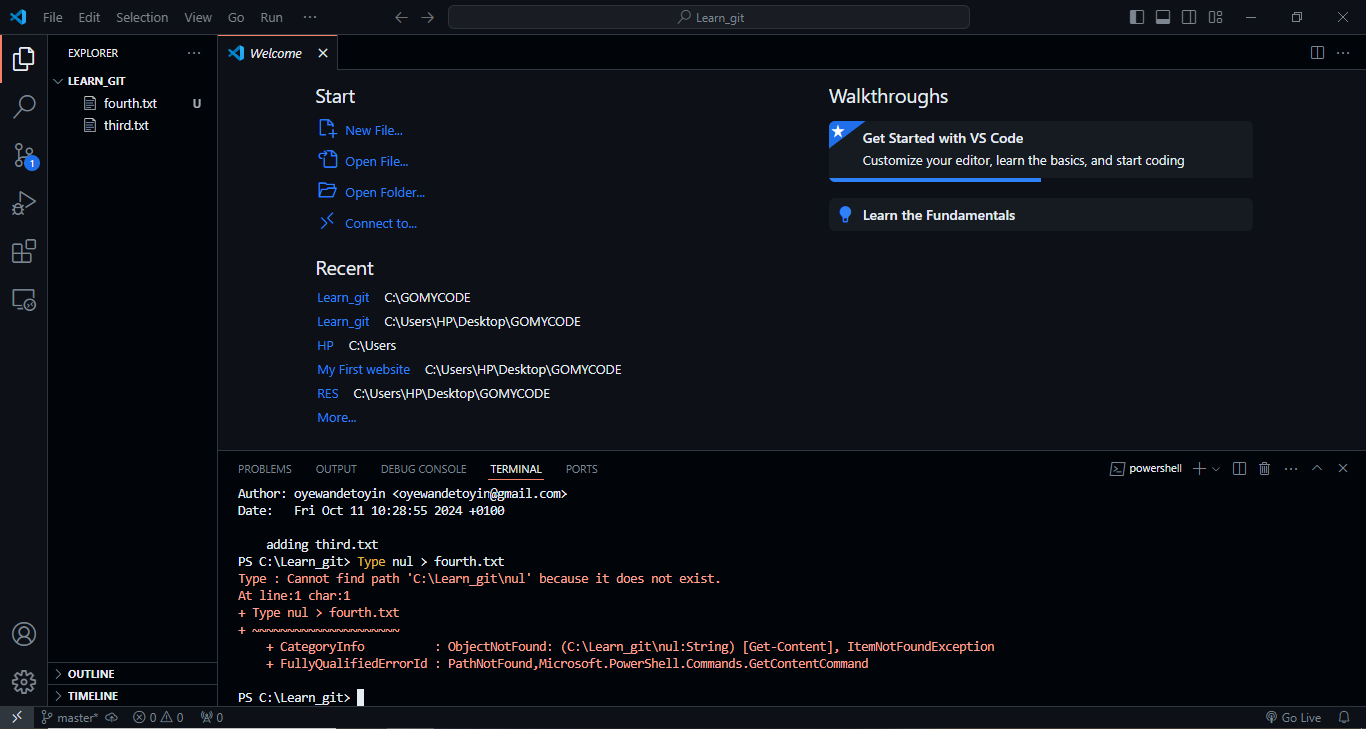 File Edit Selection View Go Run ··· Learn_git
EXPLORER ···
LEARN_GIT
fourth.txt U
third.txt
1
OUTLINE
TIMELINE
Welcome
Start
New File...
Open File...
Open Folder...
Connect to...
Recent
Learn_git C:\GOMYCODE
Learn_git C:\Users\HP\Desktop\GOMYCODE
HP C:\Users
My First website C:\Users\HP\Desktop\GOMYCODE
RES C:\Users\HP\Desktop\GOMYCODE
More...
Walkthroughs
Get Started with VS Code
Customize your editor, learn the basics, and start coding
Learn the Fundamentals
PROBLEMS OUTPUT DEBUG CONSOLE TERMINAL PORTS powershell
Author: oyewandetoyin <oyewandetoyin@gmail.com>
Date:   Fri Oct 11 10:28:55 2024 +0100
    adding third.txt
PS C:\Learn_git> Type nul > fourth.txt
Type : Cannot find path 'C:\Learn_git\nul' because it does not exist.
At line:1 char:1
+ Type nul > fourth.txt
+ ~~~~~~~~~~~~~~~~~~~~~
    + CategoryInfo          : ObjectNotFound: (C:\Learn_git\nul:String) [Get-Content], ItemNotFoundException
    + FullyQualifiedErrorId : PathNotFound,Microsoft.PowerShell.Commands.GetContentCommand
PS C:\Learn_git>
master* 0 0 0 Go Live